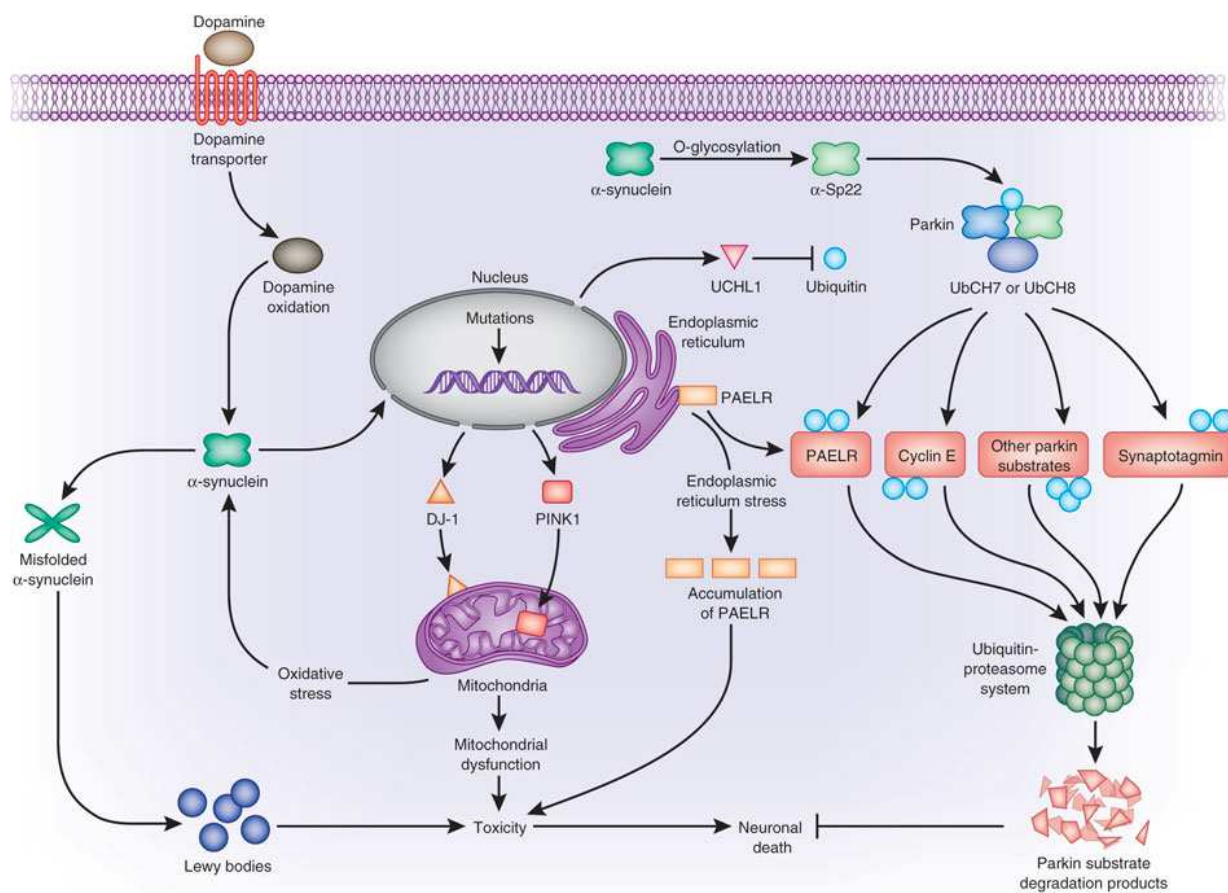 Dopamine
Dopamine
transporter
O-glycosylation
α-synuclein
α-Sp22
Parkin
Dopamine
oxidation
Nucleus
UCHL1
Ubiquitin
UbCH7 or UbCH8
Mutations
Endoplasmic
reticulum
PAELR
PAELR
Cyclin E
Other parkin
substrates
Synaptotagmin
α-synuclein
Endoplasmic
reticulum stress
DJ-1
PINK1
Misfolded
α-synuclein
Accumulation
of PAELR
Ubiquitin-
proteasome
system
Oxidative
stress
Mitochondria
Mitochondrial
dysfunction
Toxicity
Neuronal
death
Lewy bodies
Parkin substrate
degradation products